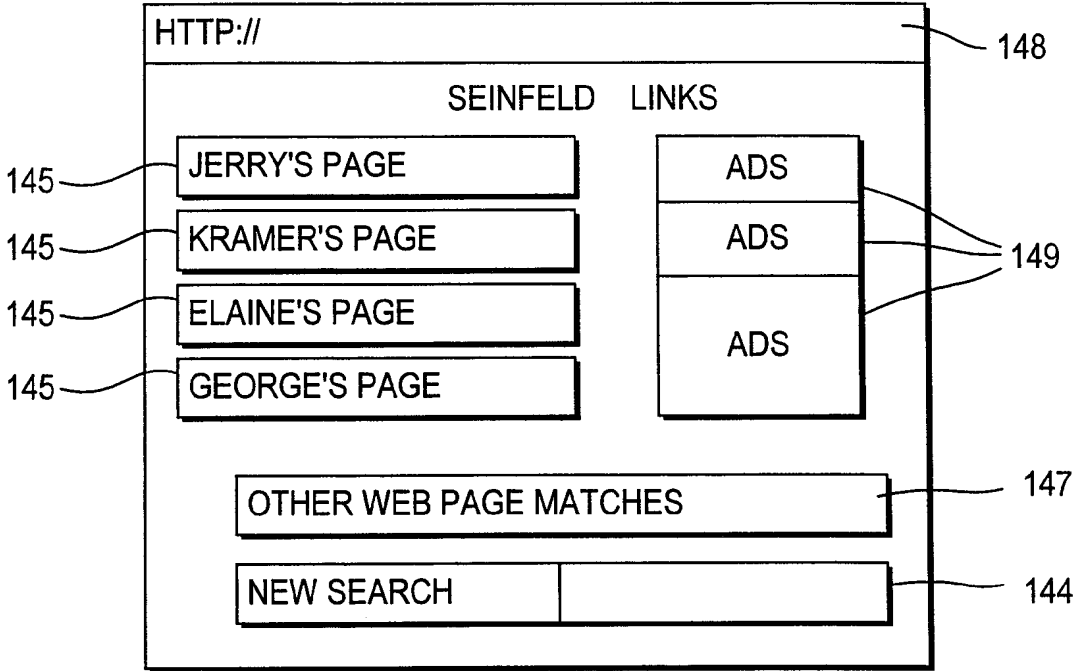 HTTP://
148
SEINFELD LINKS
145
JERRY'S PAGE
ADS
145
KRAMER'S PAGE
ADS
149
145
ELAINE'S PAGE
ADS
145
GEORGE'S PAGE
OTHER WEB PAGE MATCHES
147
NEW SEARCH
144